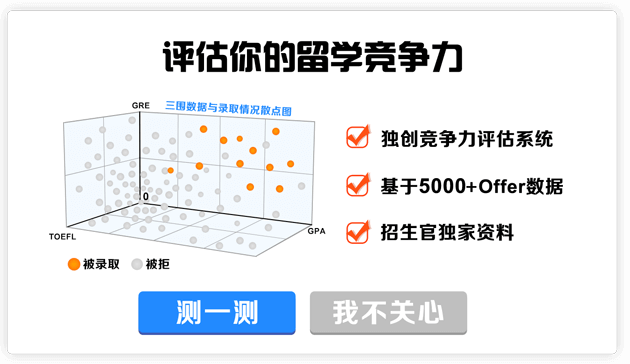 评估你的留学竞争力
GRE
三围数据与录取情况散点图
0
TOEFL
GPA
被录取
被拒
独创竞争力评估系统
基于5000+Offer数据
招生官独家资料
测一测
我不关心